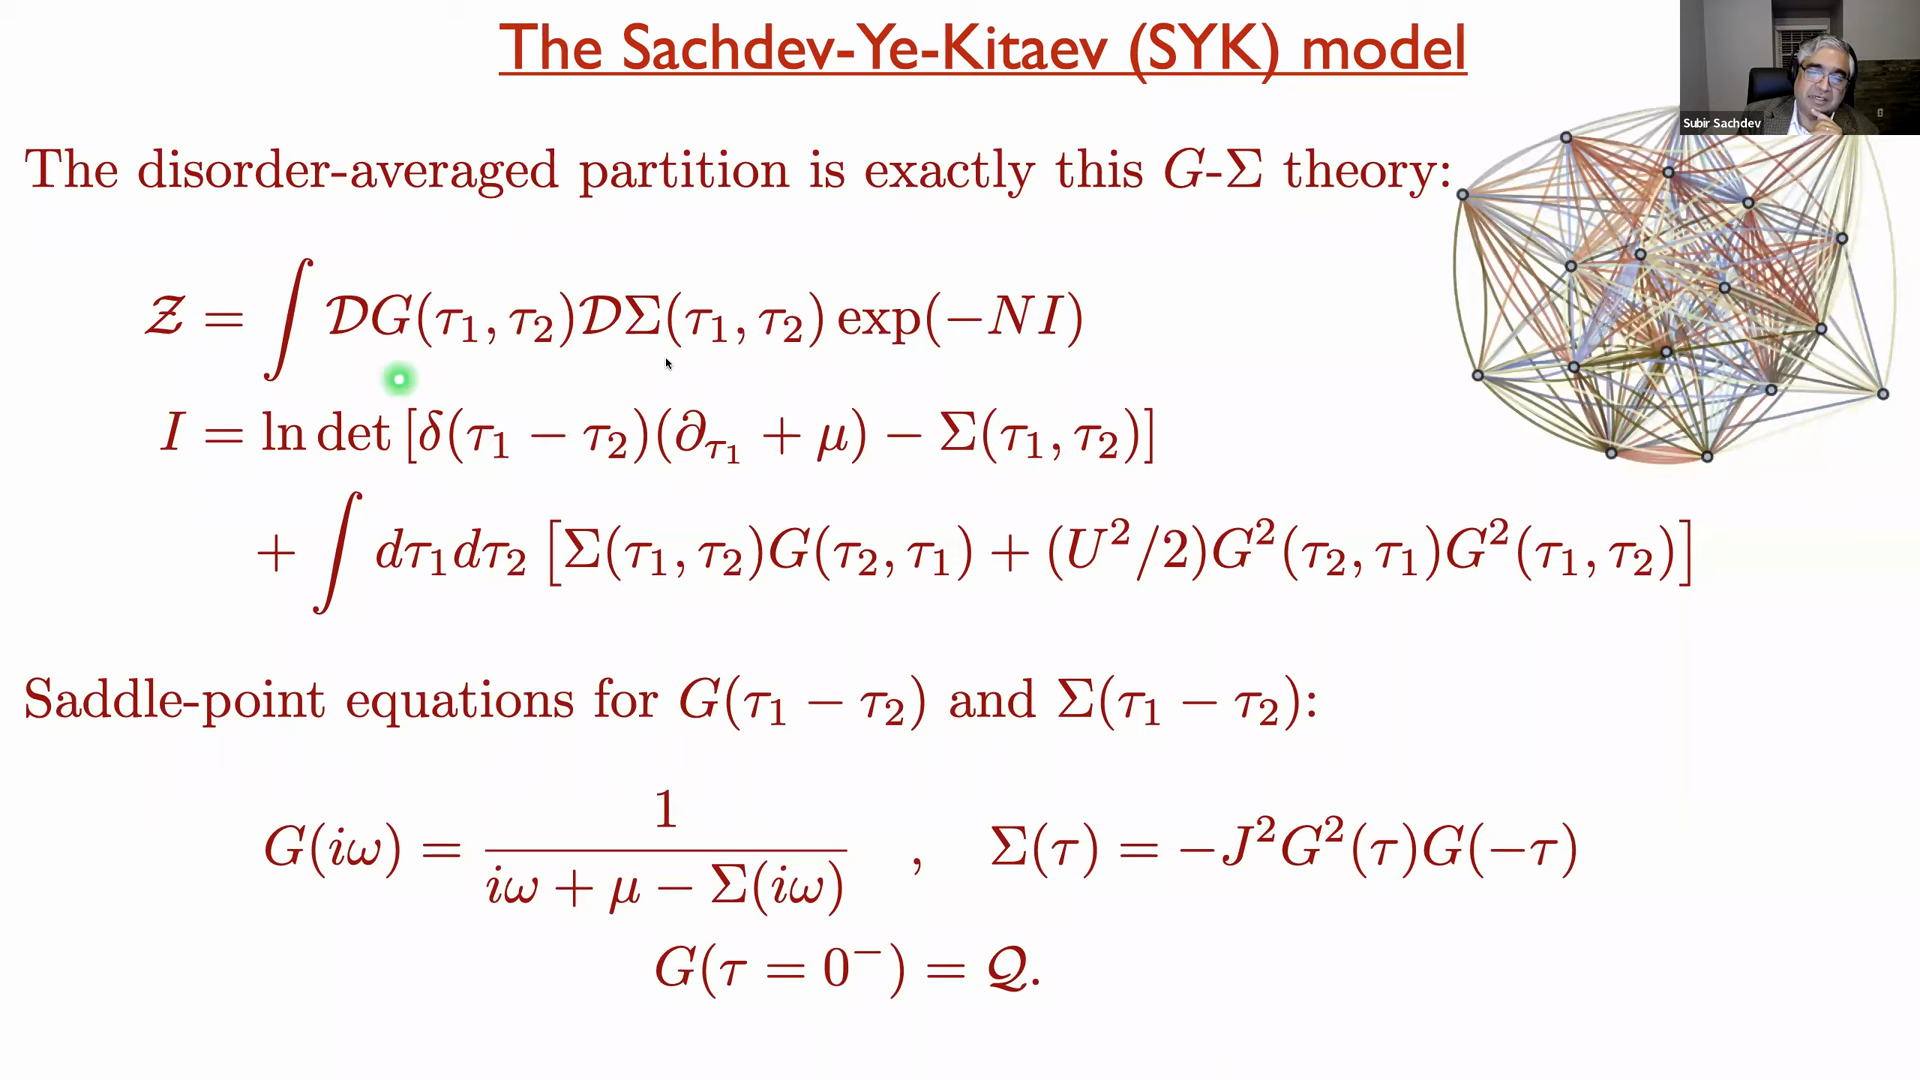 The Sachdev-Ye-Kitaev (SYK) model
Subir Sachdev
The disorder-averaged partition is exactly this G-Σ theory:
𝒵 = ∫ 𝒟G(τ₁, τ₂)𝒟Σ(τ₁, τ₂) exp(−NI)
I = ln det [δ(τ₁ − τ₂)(∂_{τ₁} + μ) − Σ(τ₁, τ₂)]
+ ∫ dτ₁dτ₂ [Σ(τ₁, τ₂)G(τ₂, τ₁) + (U²/2)G²(τ₂, τ₁)G²(τ₁, τ₂)]
Saddle-point equations for G(τ₁ − τ₂) and Σ(τ₁ − τ₂):
G(iω) = 1 / (iω + μ − Σ(iω)) , Σ(τ) = −J²G²(τ)G(−τ)
G(τ = 0⁻) = 𝒬.